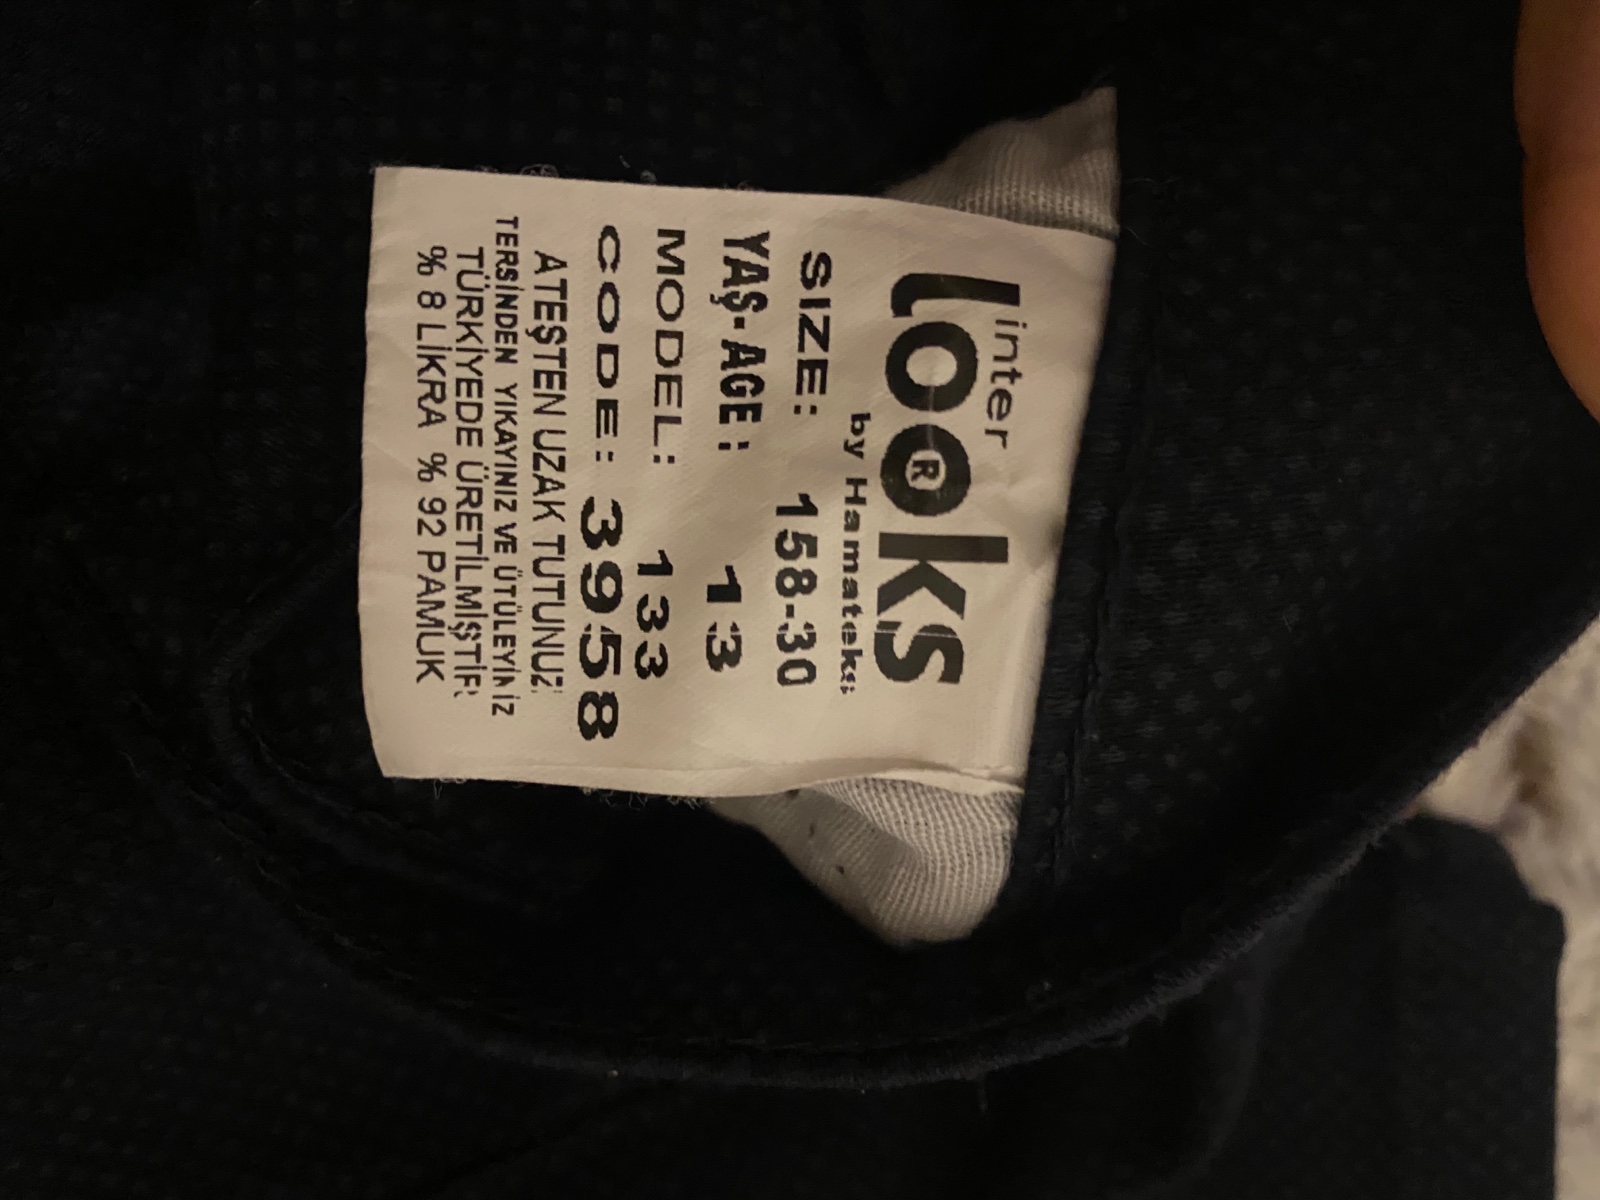 inter
looks®
by Hamateks
SIZE: 158-30
YAŞ-AGE: 13
MODEL: 133
CODE: 3958
ATEŞTEN UZAK TUTUNUZ
TERSİNDEN YIKAYINIZ VE ÜTÜLEYİNİZ
TÜRKİYEDE ÜRETİLMİŞTİR
% 8 LİKRA % 92 PAMUK